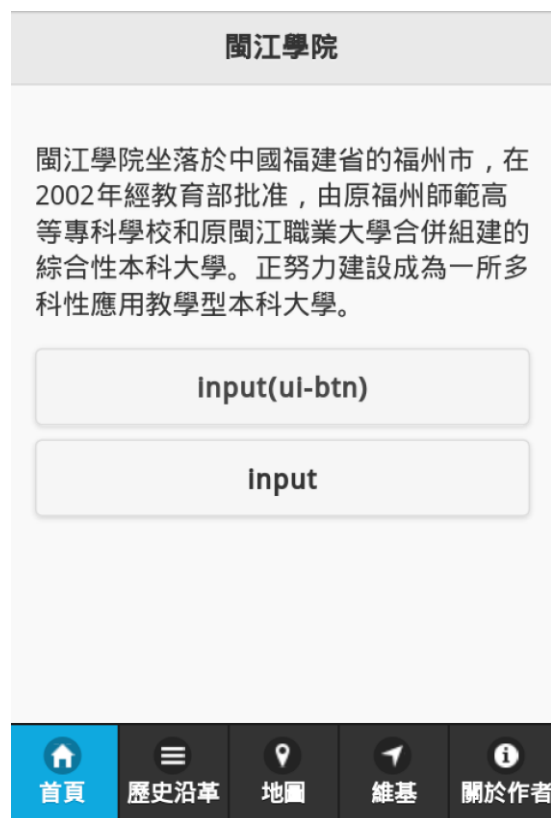 閩江學院
閩江學院坐落於中國福建省的福州市，在
2002年經教育部批准，由原福州師範高
等專科學校和原閩江職業大學合併組建的
綜合性本科大學。正努力建設成為一所多
科性應用教學型本科大學。
input(ui-btn)
input
首頁 歷史沿革 地圖 維基 關於作者